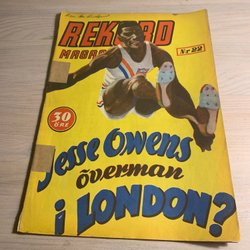 REKORD
MAGASINET
Nr 22
30
ÖRE
Jesse Owens
överman
i LONDON?